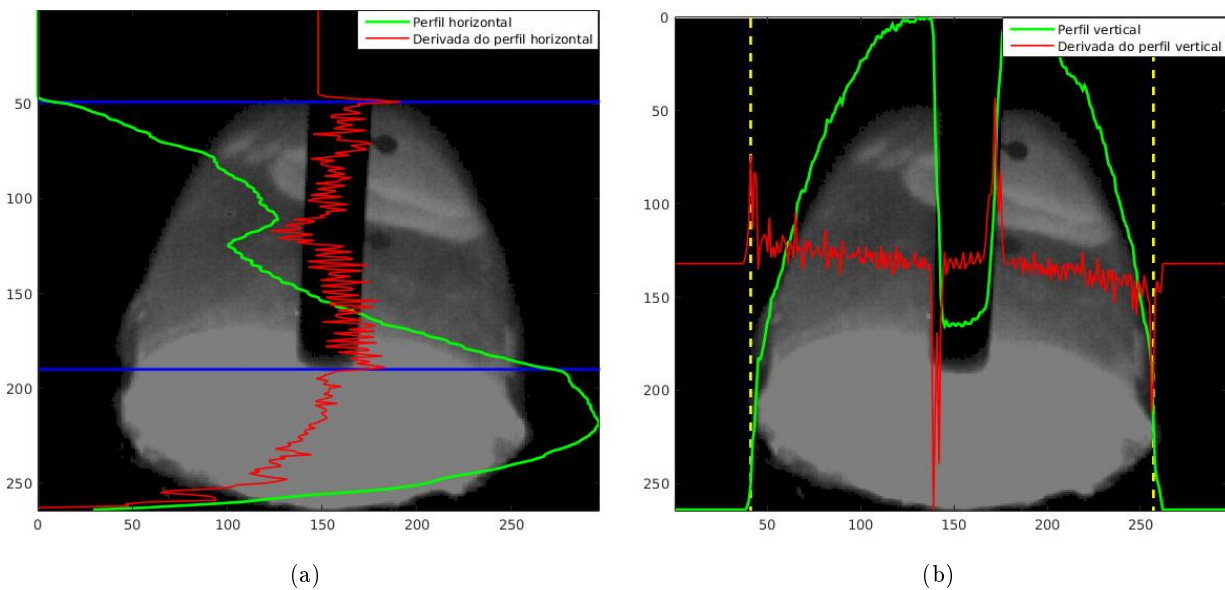 Perfil horizontal
Derivada do perfil horizontal
50
100
150
200
250
0 50 100 150 200 250
(a)
Perfil vertical
Derivada do perfil vertical
0
50
100
150
200
250
50 100 150 200 250
(b)